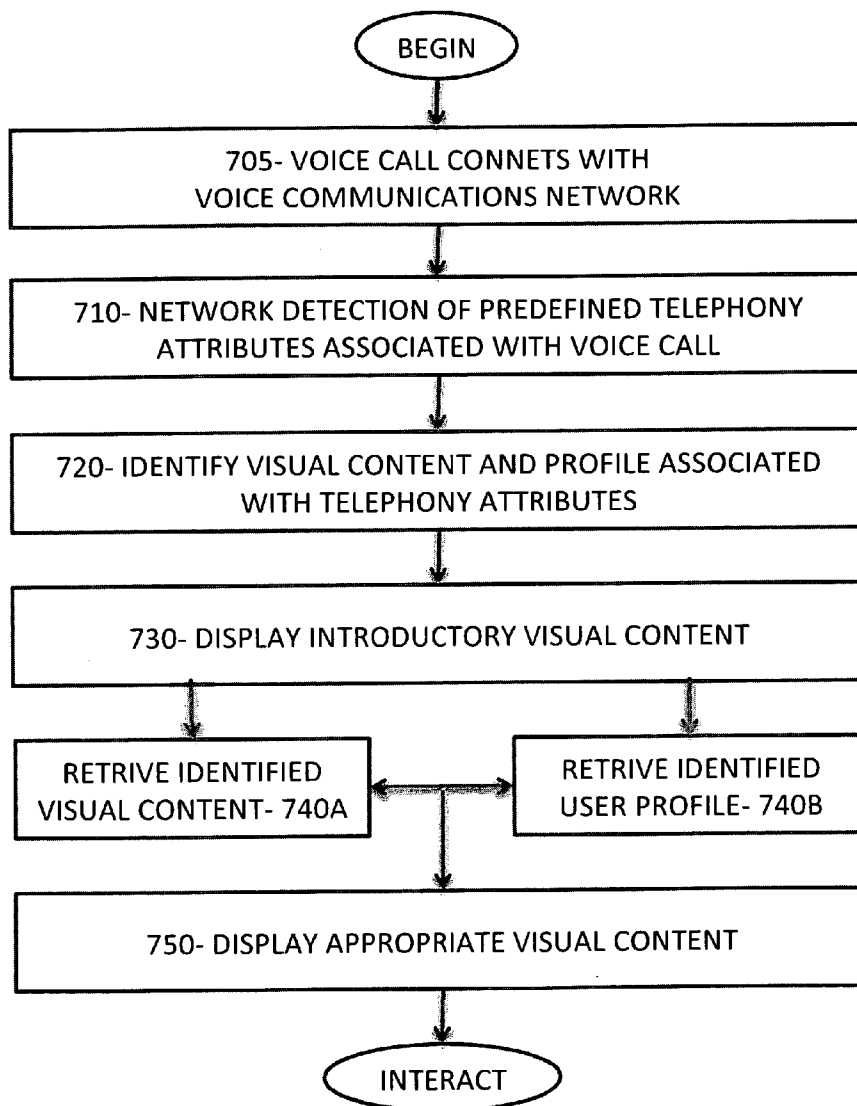 BEGIN
705- VOICE CALL CONNETS WITH
VOICE COMMUNICATIONS NETWORK
710- NETWORK DETECTION OF PREDEFINED TELEPHONY
ATTRIBUTES ASSOCIATED WITH VOICE CALL
720- IDENTIFY VISUAL CONTENT AND PROFILE ASSOCIATED
WITH TELEPHONY ATTRIBUTES
730- DISPLAY INTRODUCTORY VISUAL CONTENT
RETRIVE IDENTIFIED
VISUAL CONTENT- 740A
RETRIVE IDENTIFIED
USER PROFILE- 740B
750- DISPLAY APPROPRIATE VISUAL CONTENT
INTERACT